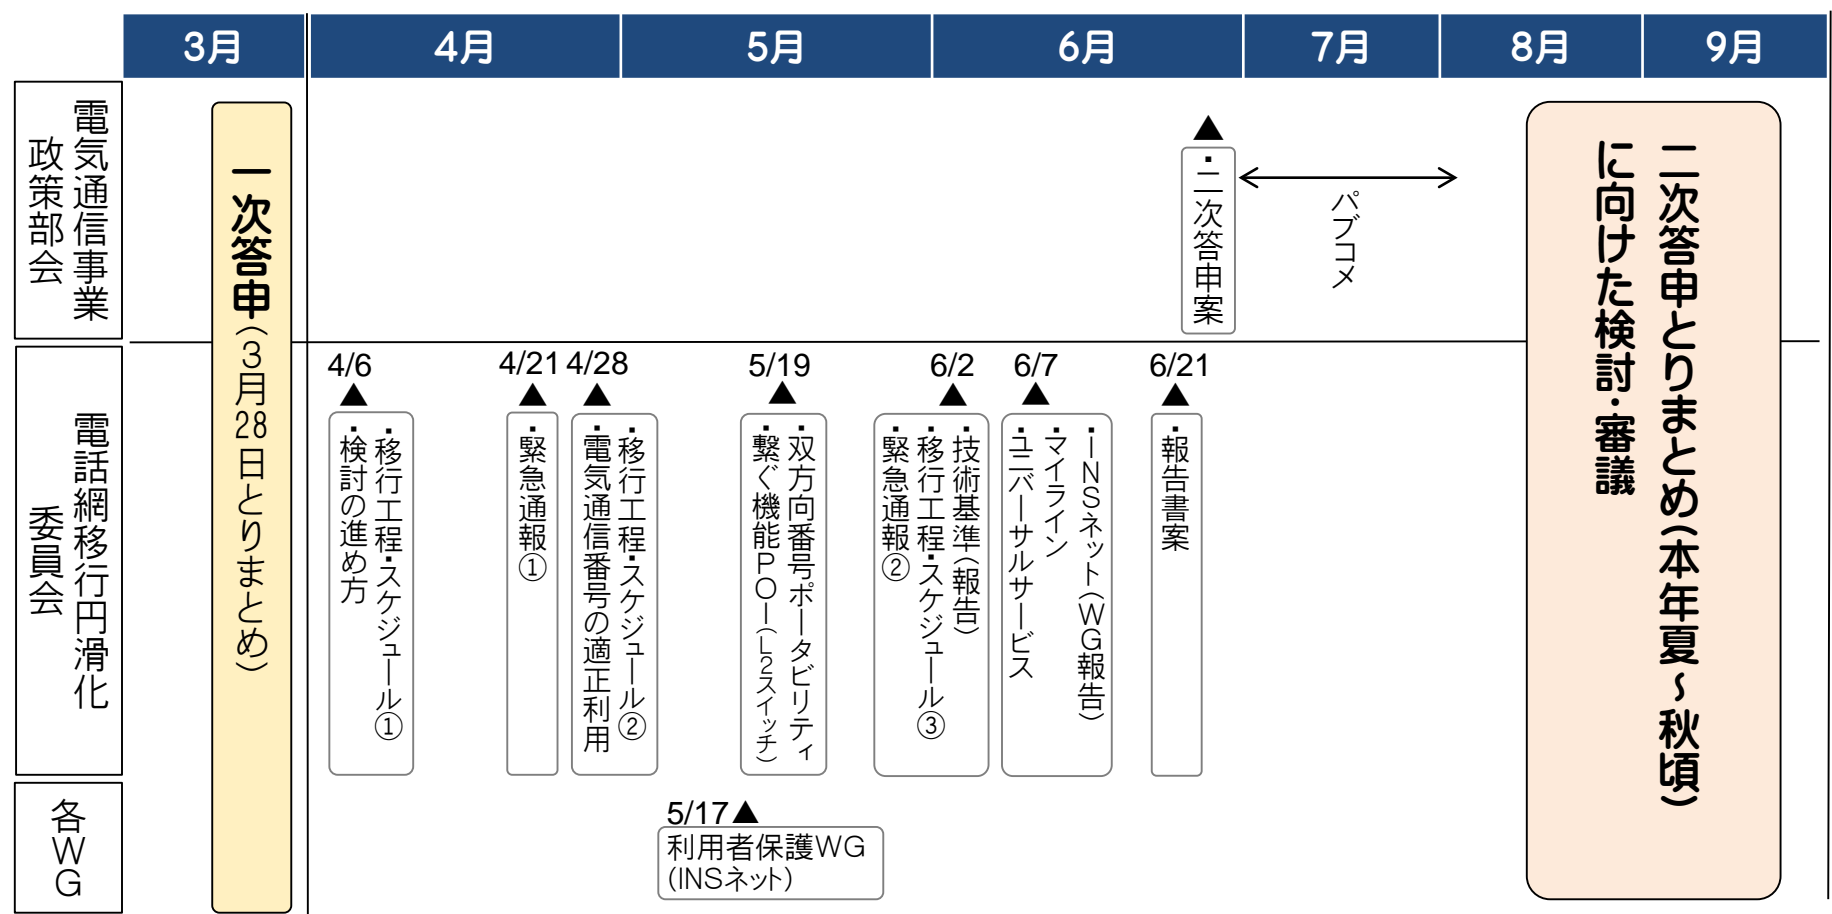 3月
4月
5月
6月
7月
8月
9月
電気通信事業
政策部会
一次答申(3月28日とりまとめ)
▲
・二次答申案
パブコメ
二次答申とりまとめ(本年夏~秋頃)
に向けた検討・審議
電話網移行円滑化
委員会
4/6
▲
・移行工程・スケジュール①
・検討の進め方
4/21
▲
・緊急通報①
4/28
▲
・移行工程・スケジュール②
・電気通信番号の適正利用
5/19
▲
・双方向番号ポータビリティ
・繋ぐ機能POI(L2スイッチ)
6/2
▲
・技術基準(報告)
・移行工程・スケジュール③
・緊急通報②
6/7
▲
・INSネット(WG報告)
・マイライン
・ユニバーサルサービス
6/21
▲
・報告書案
各WG
5/17▲
利用者保護WG
(INSネット)